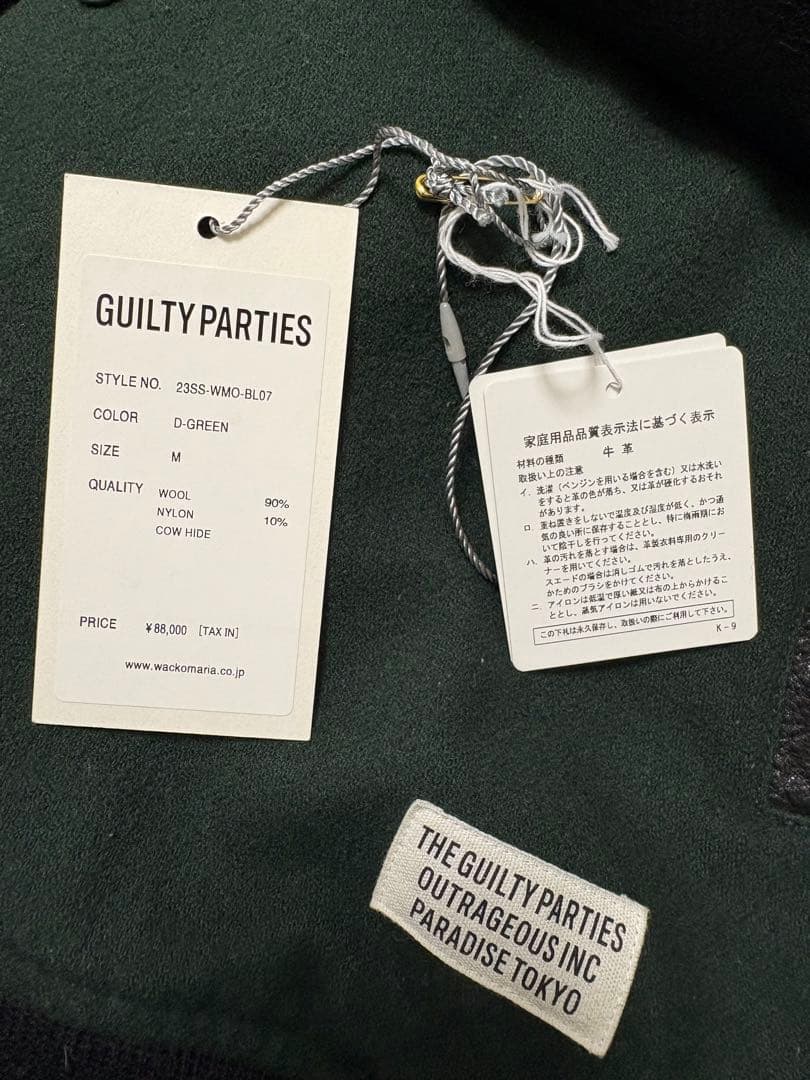 GUILTY PARTIES
STYLE NO. 23SS-WMO-BL07
COLOR D-GREEN
SIZE M
QUALITY WOOL 90%
NYLON 10%
COW HIDE
PRICE ¥88,000 [TAX IN]
www.wackomaria.co.jp
家庭用品品質表示法に基づく表示
材料の種類 牛革
取扱い上の注意
イ. 洗濯（ベンジンを用いる場合を含む）又は水洗い
をすると革の色が落ち、又は革が硬化するおそれ
があります。
ロ. 重ね置きをしないで温度及び湿度が低く、かつ通
気の良い所に保存することとし、特に梅雨期にお
いて陰干しを行ってください。
ハ. 革の汚れを落とす場合は、革製衣料専用のクリー
ナーを用いてください。
スエードの場合は消しゴムで汚れを落としたうえ、
かためのブラシをかけてください。
ニ. アイロンは低温で厚い紙又は布の上からかけるこ
ととし、蒸気アイロンは用いないでください。
この下札は永久保存し、取扱いの際にご利用して下さい。
K-9
THE GUILTY PARTIES
OUTRAGEOUS INC
PARADISE TOKYO